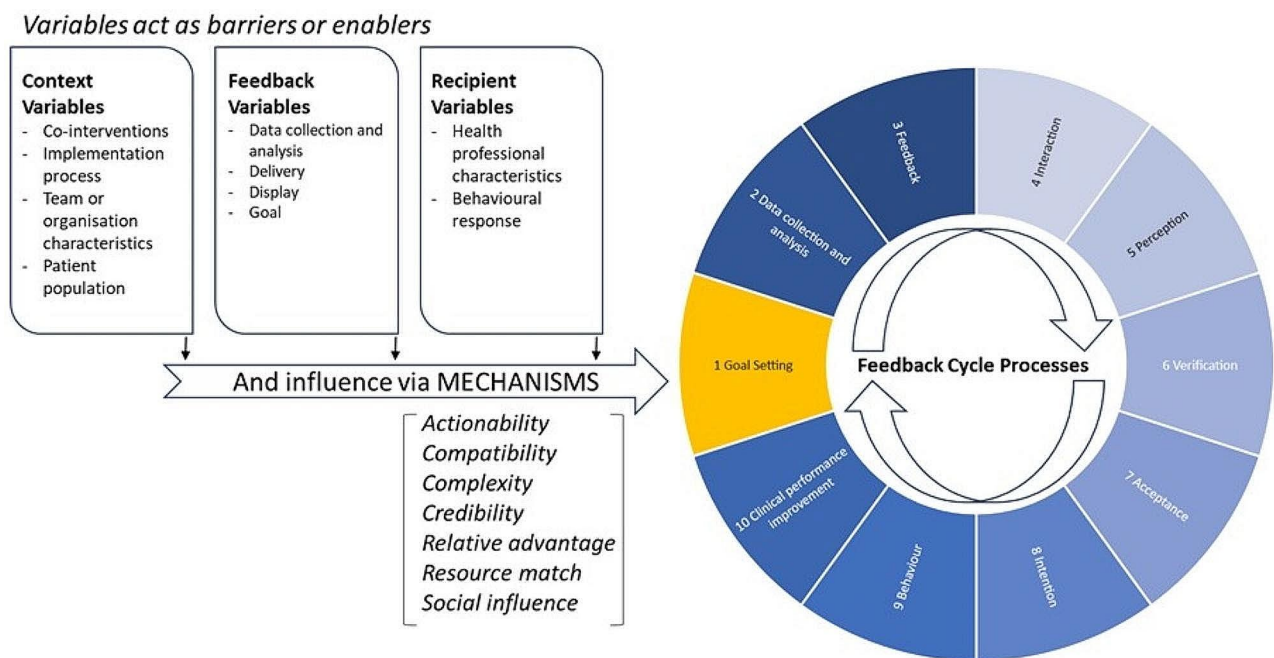 Variables act as barriers or enablers
Context
Variables
- Co-interventions
- Implementation
process
- Team or
organisation
characteristics
- Patient
population
Feedback
Variables
- Data collection and
analysis
- Delivery
- Display
- Goal
Recipient
Variables
- Health
professional
characteristics
- Behavioural
response
And influence via MECHANISMS
Actionability
Compatibility
Complexity
Credibility
Relative advantage
Resource match
Social influence
Feedback Cycle Processes
1 Goal Setting
2 Data collection and
analysis
3 Feedback
4 Interaction
5 Perception
6 Verification
7 Acceptance
8 Intention
9 Behaviour
10 Clinical performance
improvement